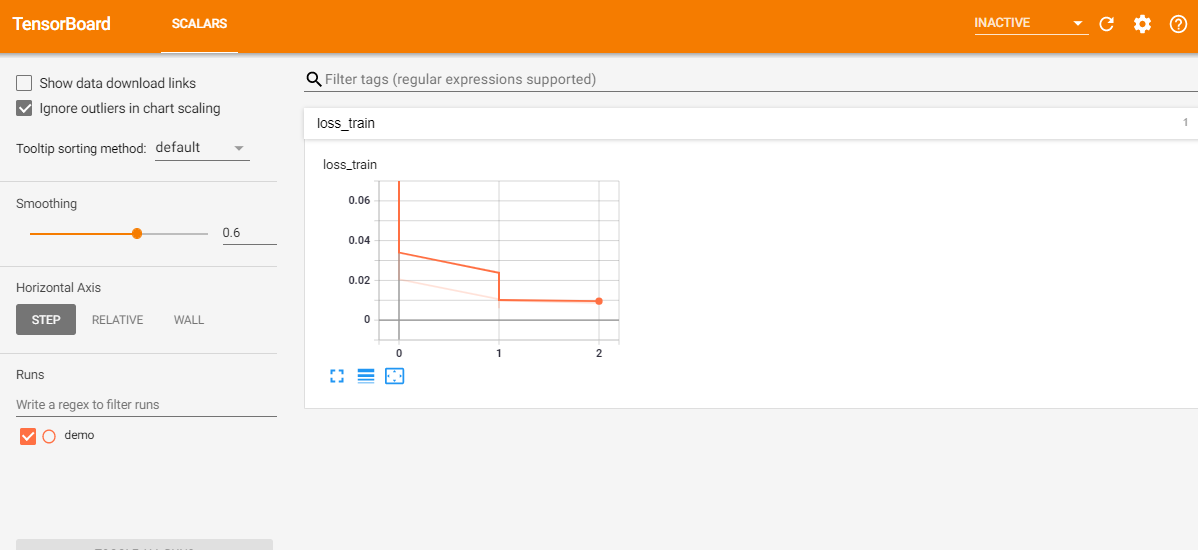 TensorBoard SCALARS INACTIVE
Show data download links
Ignore outliers in chart scaling
Tooltip sorting method: default
Smoothing
0.6
Horizontal Axis
STEP RELATIVE WALL
Runs
Write a regex to filter runs
demo
Filter tags (regular expressions supported)
loss_train 1
loss_train
0.06
0.04
0.02
0
0 1 2